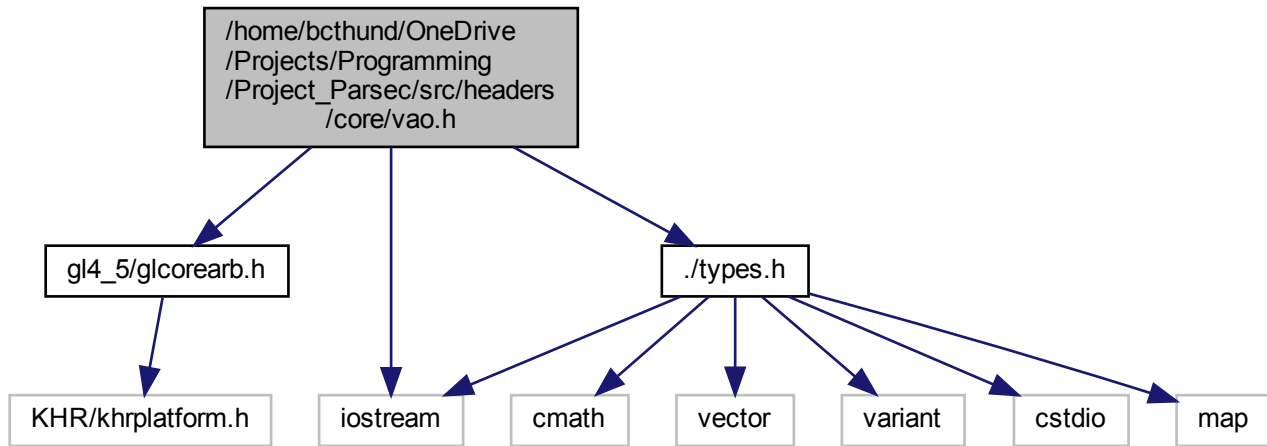 /home/bcthund/OneDrive
/Projects/Programming
/Project_Parsec/src/headers
/core/vao.h
gl4_5/glcorearb.h
./types.h
KHR/khrplatform.h
iostream
cmath
vector
variant
cstdio
map